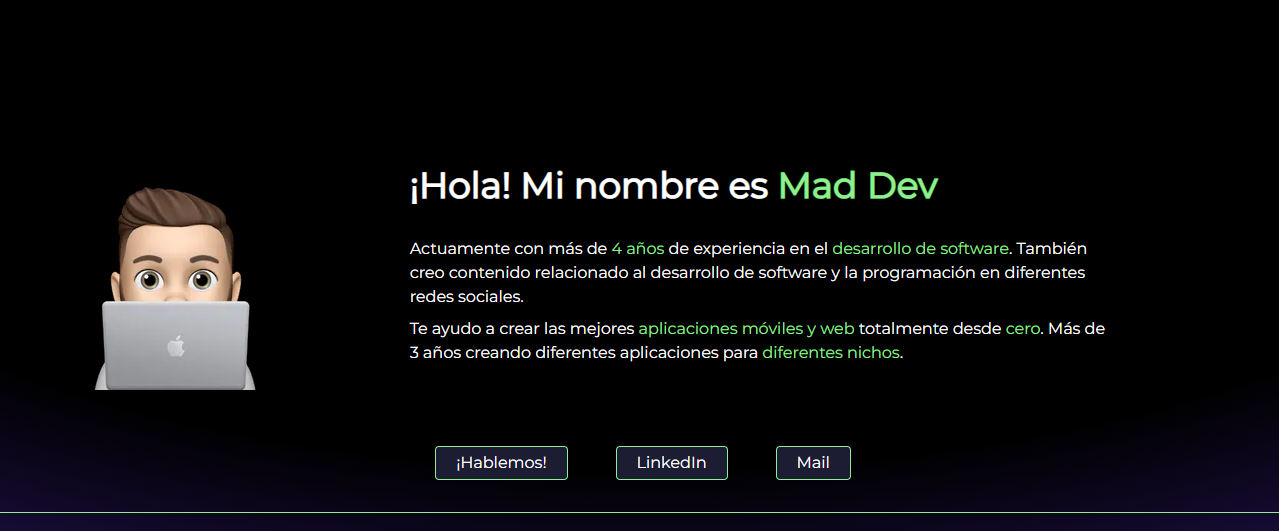 ¡Hola! Mi nombre es Mad Dev
Actuamente con más de 4 años de experiencia en el desarrollo de software. También
creo contenido relacionado al desarrollo de software y la programación en diferentes
redes sociales.
Te ayudo a crear las mejores aplicaciones móviles y web totalmente desde cero. Más de
3 años creando diferentes aplicaciones para diferentes nichos.
¡Hablemos!
LinkedIn
Mail